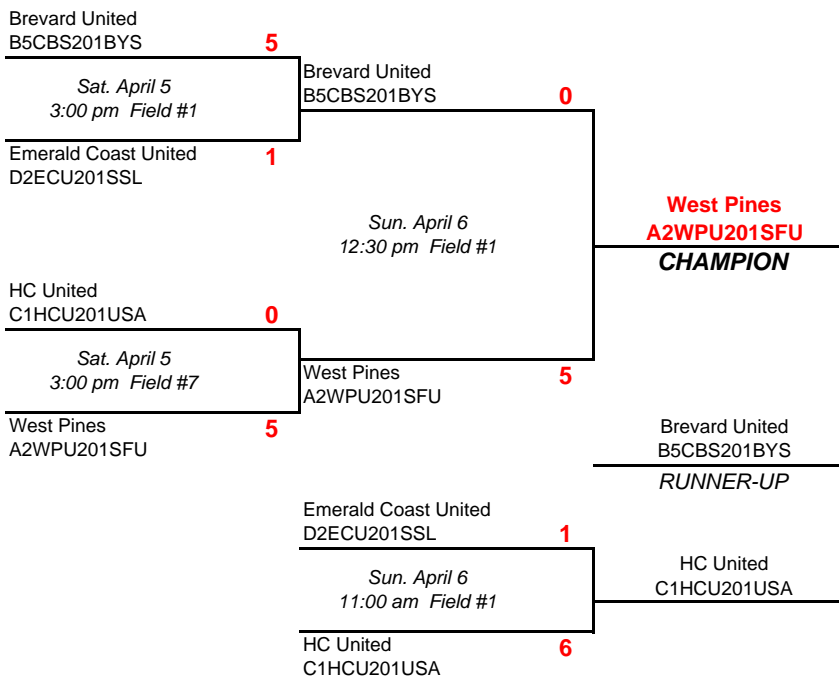 Brevard United
B5CBS201BYS
5
Sat. April 5
3:00 pm Field #1
Emerald Coast United
D2ECU201SSL
1
Brevard United
B5CBS201BYS
0
Sun. April 6
12:30 pm Field #1
West Pines
A2WPU201SFU
CHAMPION
HC United
C1HCU201USA
0
Sat. April 5
3:00 pm Field #7
West Pines
A2WPU201SFU
5
West Pines
A2WPU201SFU
5
Brevard United
B5CBS201BYS
RUNNER-UP
Emerald Coast United
D2ECU201SSL
1
Sun. April 6
11:00 am Field #1
HC United
C1HCU201USA
6
HC United
C1HCU201USA